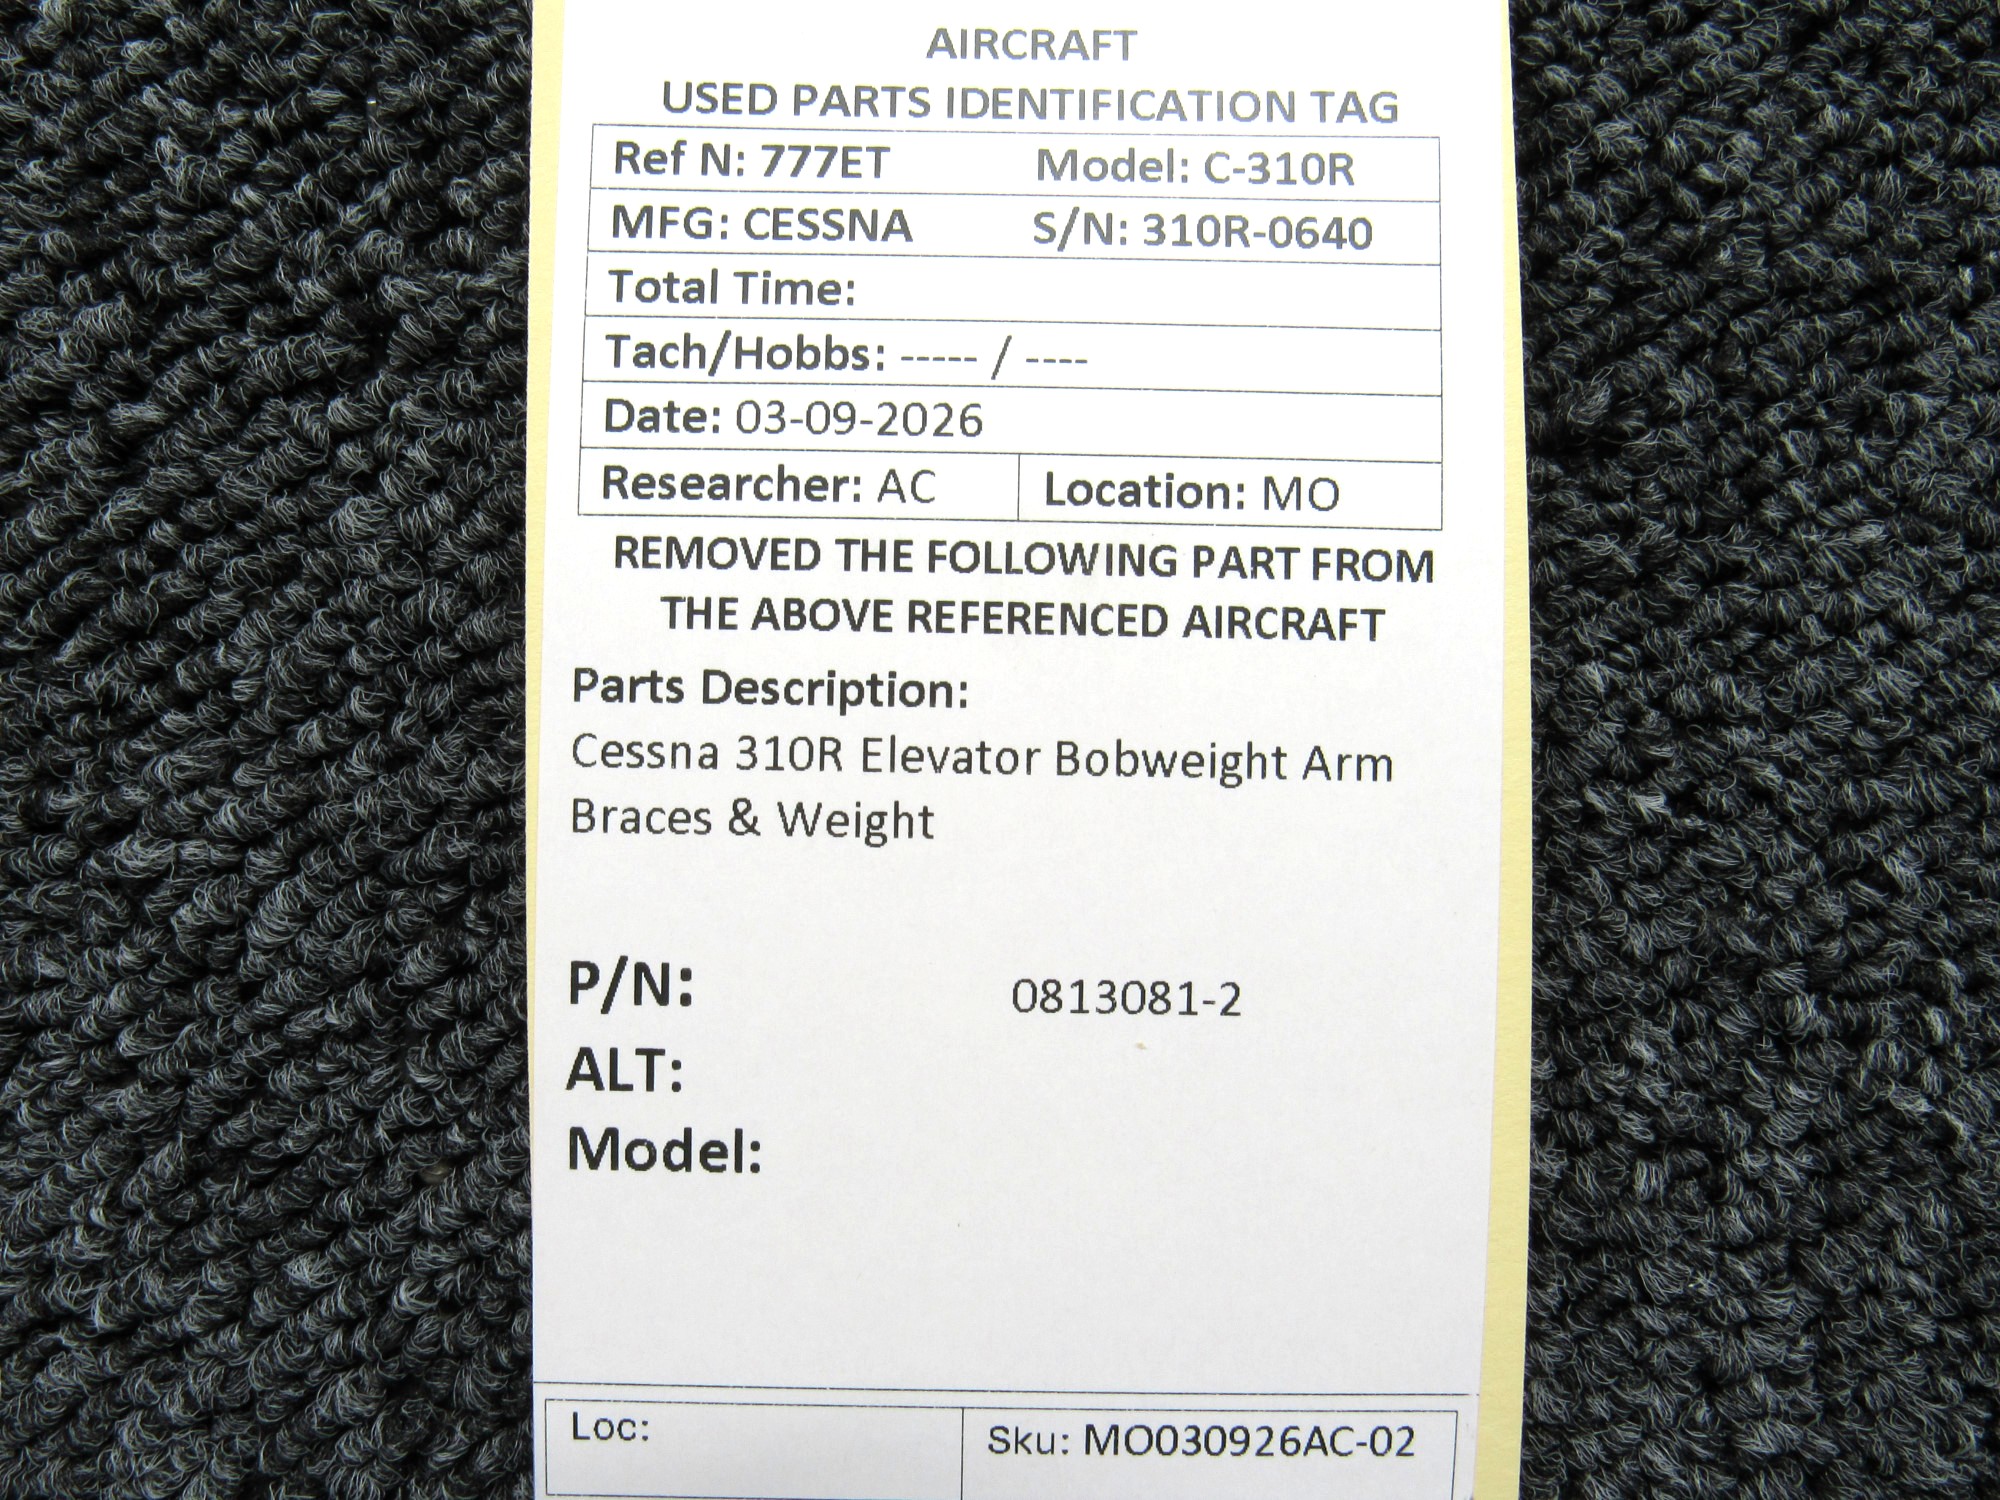 AIRCRAFT
USED PARTS IDENTIFICATION TAG
Ref N: 777ET Model: C-310R
MFG: CESSNA S/N: 310R-0640
Total Time:
Tach/Hobbs: ----- / ----
Date: 03-09-2026
Researcher: AC Location: MO
REMOVED THE FOLLOWING PART FROM
THE ABOVE REFERENCED AIRCRAFT
Parts Description:
Cessna 310R Elevator Bobweight Arm
Braces & Weight
P/N: 0813081-2
ALT:
Model:
Loc: Sku: MO030926AC-02